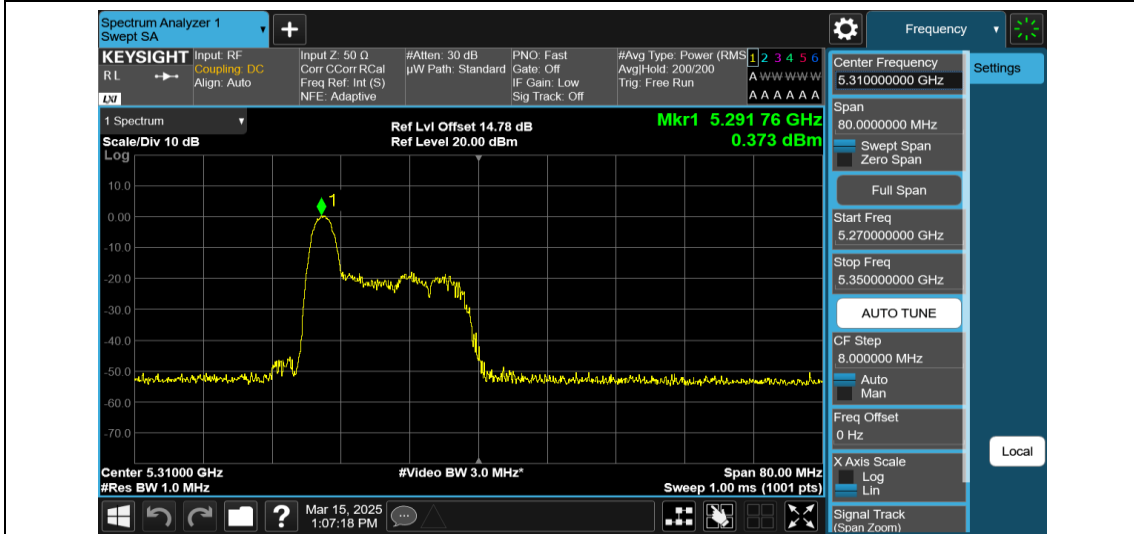 Spectrum Analyzer 1
Swept SA
+
Frequency
KEYSIGHT
R L
LXI
Input: RF
Coupling: DC
Align: Auto
Input Z: 50 Ω
Corr CCorr RCal
Freq Ref: Int (S)
NFE: Adaptive
#Atten: 30 dB
µW Path: Standard
PNO: Fast
Gate: Off
IF Gain: Low
Sig Track: Off
#Avg Type: Power (RMS
Avg|Hold: 200/200
Trig: Free Run
1 2 3 4 5 6
A W W W W W
A A A A A A
1 Spectrum
Scale/Div 10 dB
Log
Ref Lvl Offset 14.78 dB
Ref Level 20.00 dBm
Mkr1 5.291 76 GHz
0.373 dBm
1
10.0
0.00
-10.0
-20.0
-30.0
-40.0
-50.0
-60.0
-70.0
Center 5.31000 GHz
#Res BW 1.0 MHz
#Video BW 3.0 MHz*
Span 80.00 MHz
Sweep 1.00 ms (1001 pts)
Center Frequency
5.310000000 GHz
Span
80.0000000 MHz
Swept Span
Zero Span
Full Span
Start Freq
5.270000000 GHz
Stop Freq
5.350000000 GHz
AUTO TUNE
CF Step
8.000000 MHz
Auto
Man
Freq Offset
0 Hz
X Axis Scale
Log
Lin
Signal Track
(Span Zoom)
Settings
Local
?
Mar 15, 2025
1:07:18 PM